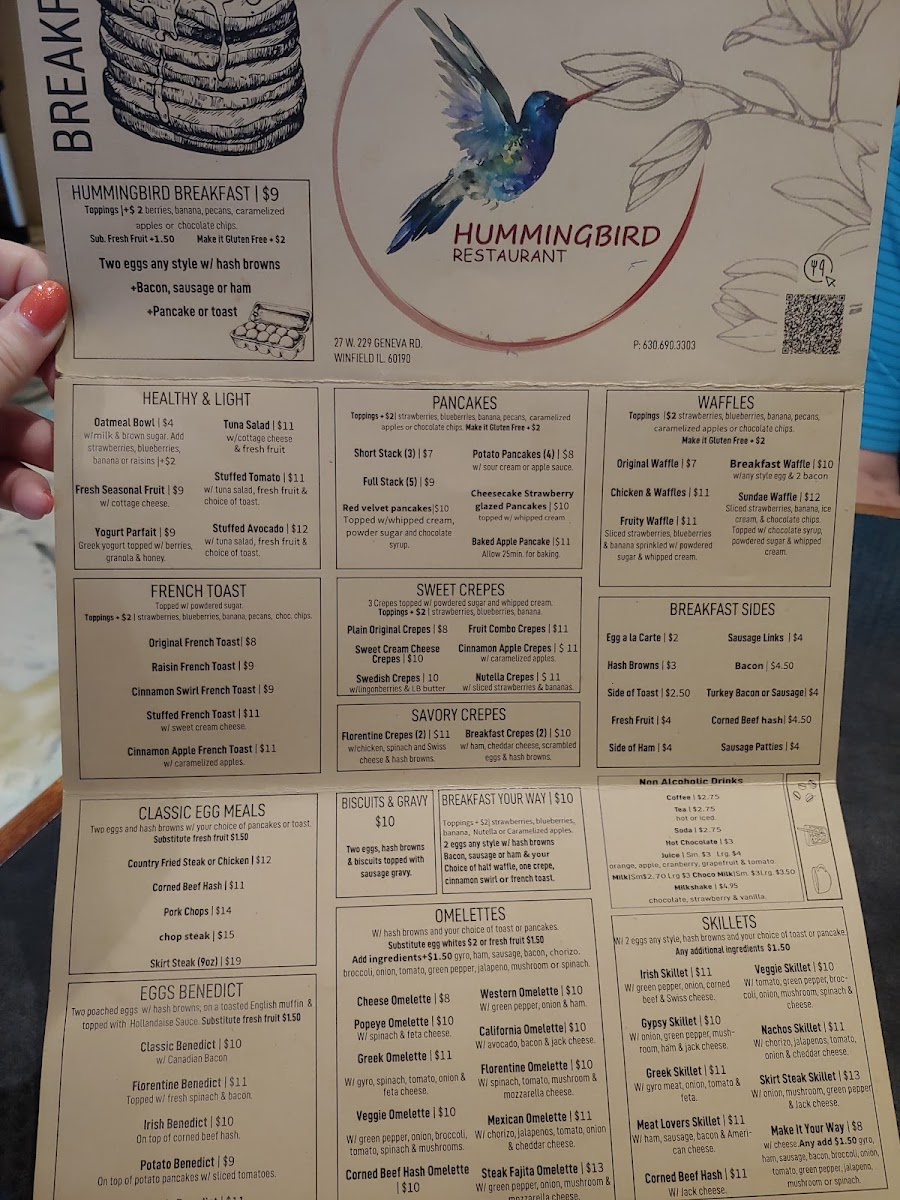 BREAKF
HUMMINGBIRD
RESTAURANT
27 W. 229 GENEVA RD.
WINFIELD IL. 60190
P: 630.690.3303
HUMMINGBIRD BREAKFAST | $9
Toppings |+$ 2 berries, banana, pecans, caramelized
apples or chocolate chips.
Sub. Fresh Fruit +1.50 Make it Gluten Free + $2
Two eggs any style w/ hash browns
+Bacon, sausage or ham
+Pancake or toast
HEALTHY & LIGHT
Oatmeal Bowl | $4
w/milk & brown sugar. Add
strawberries, blueberries,
banana or raisins |+$2
Fresh Seasonal Fruit | $9
w/ cottage cheese.
Yogurt Parfait | $9
Greek yogurt topped w/ berries,
granola & honey.
Tuna Salad | $11
w/cottage cheese
& fresh fruit
Stuffed Tomato | $11
w/ tuna salad, fresh fruit &
choice of toast.
Stuffed Avocado | $12
w/ tuna salad, fresh fruit &
choice of toast.
PANCAKES
Toppings +$2| strawberries, blueberries, banana, pecans, caramelized
apples or chocolate chips. Make it Gluten Free + $2
Short Stack (3) | $7
Full Stack (5) | $9
Red velvet pancakes|$10
Topped w/whipped cream,
powder sugar and chocolate
syrup.
Potato Pancakes (4) | $8
w/ sour cream or apple sauce.
Cheesecake Strawberry
glazed Pancakes | $10
topped w/ whipped cream
Baked Apple Pancake |$11
Allow 25min. for baking.
WAFFLES
Toppings |$2 strawberries, blueberries, banana, pecans,
caramelized apples or chocolate chips.
Make it Gluten Free + $2
Original Waffle | $7
Chicken & Waffles | $11
Fruity Waffle | $11
Sliced strawberries, blueberries
& banana sprinkled w/ powdered
sugar & whipped cream.
Breakfast Waffle | $10
w/any style egg & 2 bacon
Sundae Waffle | $12
Sliced strawberries, banana, ice
cream, & chocolate chips.
Topped w/ chocolate syrup,
powdered sugar & whipped
cream.
FRENCH TOAST
Topped w/ powdered sugar.
Toppings + $2 | strawberries, blueberries, banana, pecans, choc. chips.
Original French Toast| $8
Raisin French Toast | $9
Cinnamon Swirl French Toast | $9
Stuffed French Toast | $11
w/ sweet cream cheese.
Cinnamon Apple French Toast | $11
w/ caramelized apples.
SWEET CREPES
3 Crepes topped w/ powdered sugar and whipped cream.
Toppings + $2 | strawberries, blueberries, banana.
Plain Original Crepes | $8
Sweet Cream Cheese
Crepes | $10
Swedish Crepes | 10
w/lingonberries & LB butter
Fruit Combo Crepes | $11
Cinnamon Apple Crepes | $ 11
w/ caramelized apples.
Nutella Crepes | $ 11
w/ sliced strawberries & bananas.
SAVORY CREPES
Florentine Crepes (2) | $11
w/chicken, spinach and Swiss
cheese & hash browns.
Breakfast Crepes (2) | $10
w/ ham, cheddar cheese, scrambled
eggs & hash browns.
BREAKFAST SIDES
Egg a la Carte | $2
Hash Browns | $3
Side of Toast | $2.50
Fresh Fruit | $4
Side of Ham | $4
Sausage Links | $4
Bacon | $4.50
Turkey Bacon or Sausage| $4
Corned Beef hash| $4.50
Sausage Patties | $4
CLASSIC EGG MEALS
Two eggs and hash browns w/ your choice of pancakes or toast.
Substitute fresh fruit $1.50
Country Fried Steak or Chicken | $12
Corned Beef Hash | $11
Pork Chops | $14
chop steak | $15
Skirt Steak (9oz) | $19
BISCUITS & GRAVY
$10
Two eggs, hash browns
& biscuits topped with
sausage gravy.
BREAKFAST YOUR WAY | $10
Toppings + $2| strawberries, blueberries,
banana, Nutella or Caramelized apples.
2 eggs any style w/ hash browns
Bacon, sausage or ham & your
Choice of half waffle, one crepe,
cinnamon swirl or french toast.
Non Alcoholic Drinks
Coffee | $2.75
Tea | $2.75
hot or iced.
Soda | $2.75
Hot Chocolate | $3
Juice | Sm. $3 Lrg. $4
orange, apple, cranberry, grapefruit & tomato.
Milk|Sm$2.70 Lrg $3 Choco Milk|Sm. $3Lrg. $3.50
Milkshake | $4.95
chocolate, strawberry & vanilla.
EGGS BENEDICT
Two poached eggs w/ hash browns; on a toasted English muffin &
topped with Hollandaise Sauce. Substitute fresh fruit $1.50
Classic Benedict | $10
w/ Canadian Bacon
Florentine Benedict | $11
Topped w/ fresh spinach & bacon.
Irish Benedict | $10
On top of corned beef hash.
Potato Benedict | $9
On top of potato pancakes w/ sliced tomatoes.
OMELETTES
W/ hash browns and your choice of toast or pancakes.
Substitute egg whites $2 or fresh fruit $1.50
Add ingredients+$1.50 gyro, ham, sausage, bacon, chorizo,
broccoli, onion, tomato, green pepper, jalapeno, mushroom or spinach.
Cheese Omelette | $8
Popeye Omelette | $10
W/ spinach & feta cheese.
Greek Omelette | $11
W/ gyro, spinach, tomato, onion &
feta cheese.
Veggie Omelette | $10
W/ green pepper, onion, broccoli,
tomato, spinach & mushrooms.
Corned Beef Hash Omelette
| $10
Western Omelette | $10
W/ green pepper, onion & ham.
California Omelette| $10
W/ avocado, bacon & jack cheese.
Florentine Omelette | $10
W/ spinach, tomato, mushroom &
mozzarella cheese.
Mexican Omelette | $11
W/ chorizo, jalapenos, tomato, onion
& cheddar cheese.
Steak Fajita Omelette | $13
W/ green pepper, onion, mushroom &
mozzarella cheese.
SKILLETS
W/ 2 eggs any style, hash browns and your choice of toast or pancake.
Any additional ingredients $1.50
Irish Skillet | $11
W/ green pepper, onion, corned
beef & Swiss cheese.
Gypsy Skillet | $10
W/ onion, green pepper, mush-
room, ham & jack cheese.
Greek Skillet | $11
W/ gyro meat, onion, tomato &
feta.
Meat Lovers Skillet | $11
W/ ham, sausage, bacon & Ameri-
can cheese.
Corned Beef Hash | $11
W/ Jack cheese.
Veggie Skillet | $10
W/ tomato, green pepper, broc-
coli, onion, mushroom, spinach &
cheese.
Nachos Skillet | $11
W/ chorizo, jalapenos, tomato,
onion & cheddar cheese.
Skirt Steak Skillet | $13
W/ onion, mushroom, green pepper
& Jack cheese.
Make It Your Way | $8
w/ cheese.Any add $1.50 gyro,
ham, sausage, bacon, broccoli, onion,
tomato, green pepper, jalapeno,
mushroom or spinach.